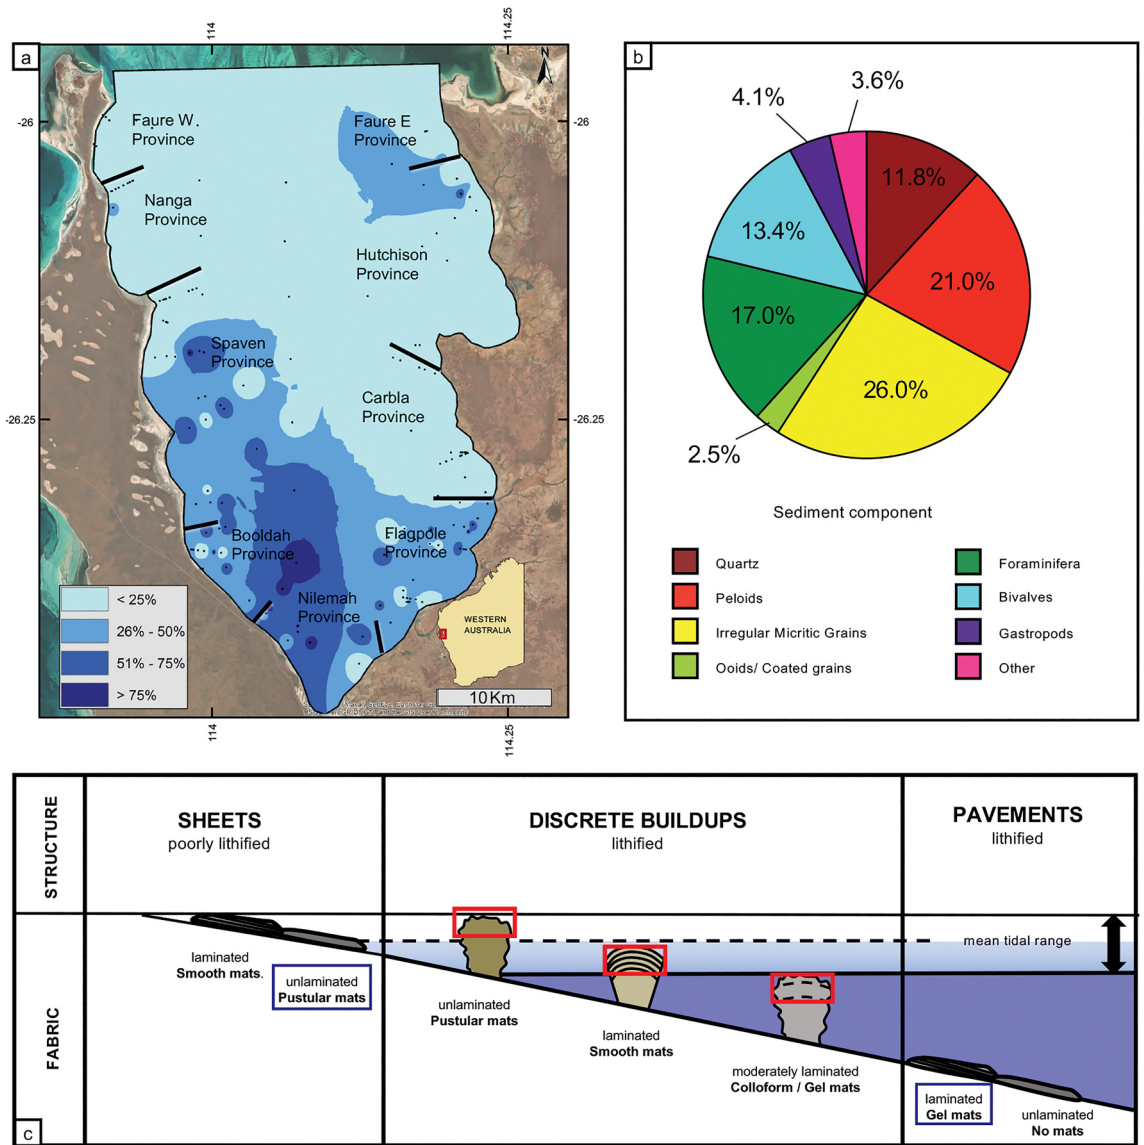 a
114
114.25
N
-26
-26
Faure W.
Province
Faure E
Province
Nanga
Province
Hutchison
Province
Spaven
Province
Carbla
Province
-26.25
-26.25
Booldah
Province
Flagpole
Province
Nilemah
Province
< 25%
26% - 50%
51% - 75%
> 75%
WESTERN
AUSTRALIA
10 Km
114
114.25
b
3.6%
4.1%
11.8%
13.4%
21.0%
17.0%
26.0%
2.5%
Sediment component
Quartz
Peloids
Irregular Micritic Grains
Ooids/ Coated grains
Foraminifera
Bivalves
Gastropods
Other
STRUCTURE
SHEETS
poorly lithified
DISCRETE BUILDUPS
lithified
PAVEMENTS
lithified
FABRIC
mean tidal range
laminated
Smooth mats.
unlaminated
Pustular mats
unlaminated
Pustular mats
laminated
Smooth mats
moderately laminated
Colloform / Gel mats
laminated
Gel mats
unlaminated
No mats
c